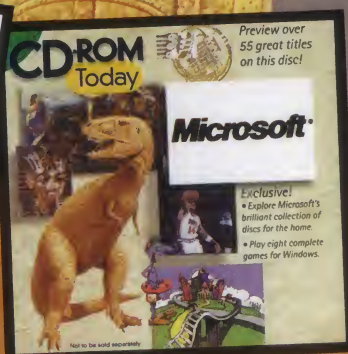 CD-ROM
Today
Preview over
55 great titles
on this disc!
Microsoft
Exclusive!
• Explore Microsoft's
brilliant collection of
discs for the home.
• Play eight complete
games for Windows.
Not to be sold separately